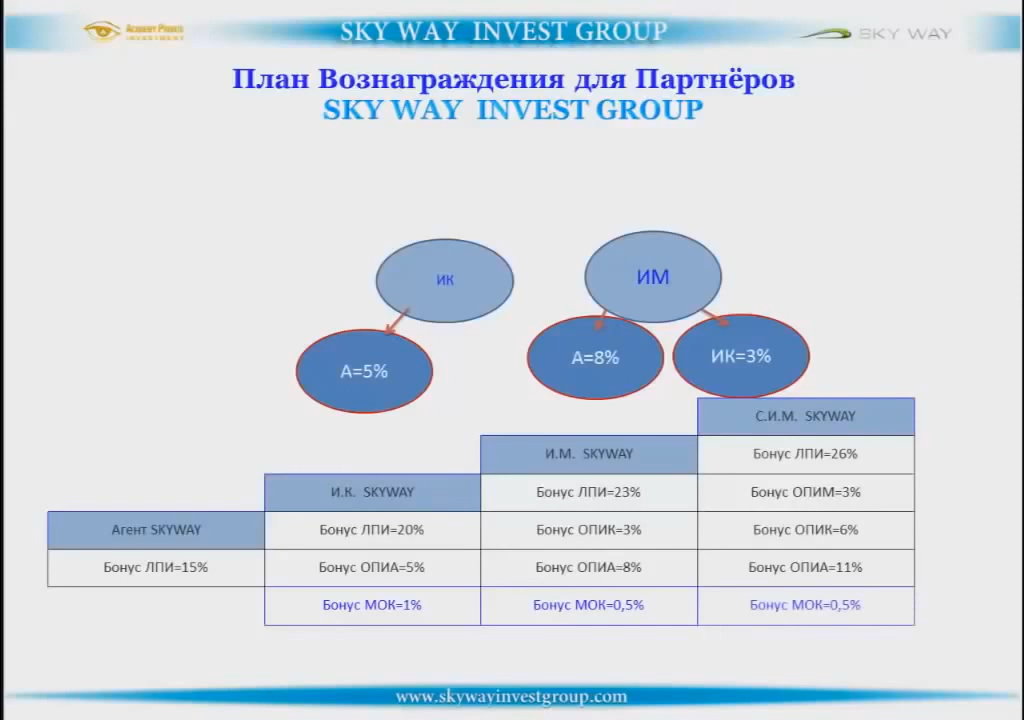 ACADEMY PRIVATE
INVESTMENT
SKY WAY INVEST GROUP
SKY WAY
План Вознаграждения для Партнёров
SKY WAY INVEST GROUP
ИК
ИМ
А=5%
А=8%
ИК=3%
С.И.М. SKYWAY
И.М. SKYWAY
Бонус ЛПИ=26%
И.К. SKYWAY
Бонус ЛПИ=23%
Бонус ОПИМ=3%
Агент SKYWAY
Бонус ЛПИ=20%
Бонус ОПИК=3%
Бонус ОПИК=6%
Бонус ЛПИ=15%
Бонус ОПИА=5%
Бонус ОПИА=8%
Бонус ОПИА=11%
Бонус МОК=1%
Бонус МОК=0,5%
Бонус МОК=0,5%
www.skywayinvestgroup.com